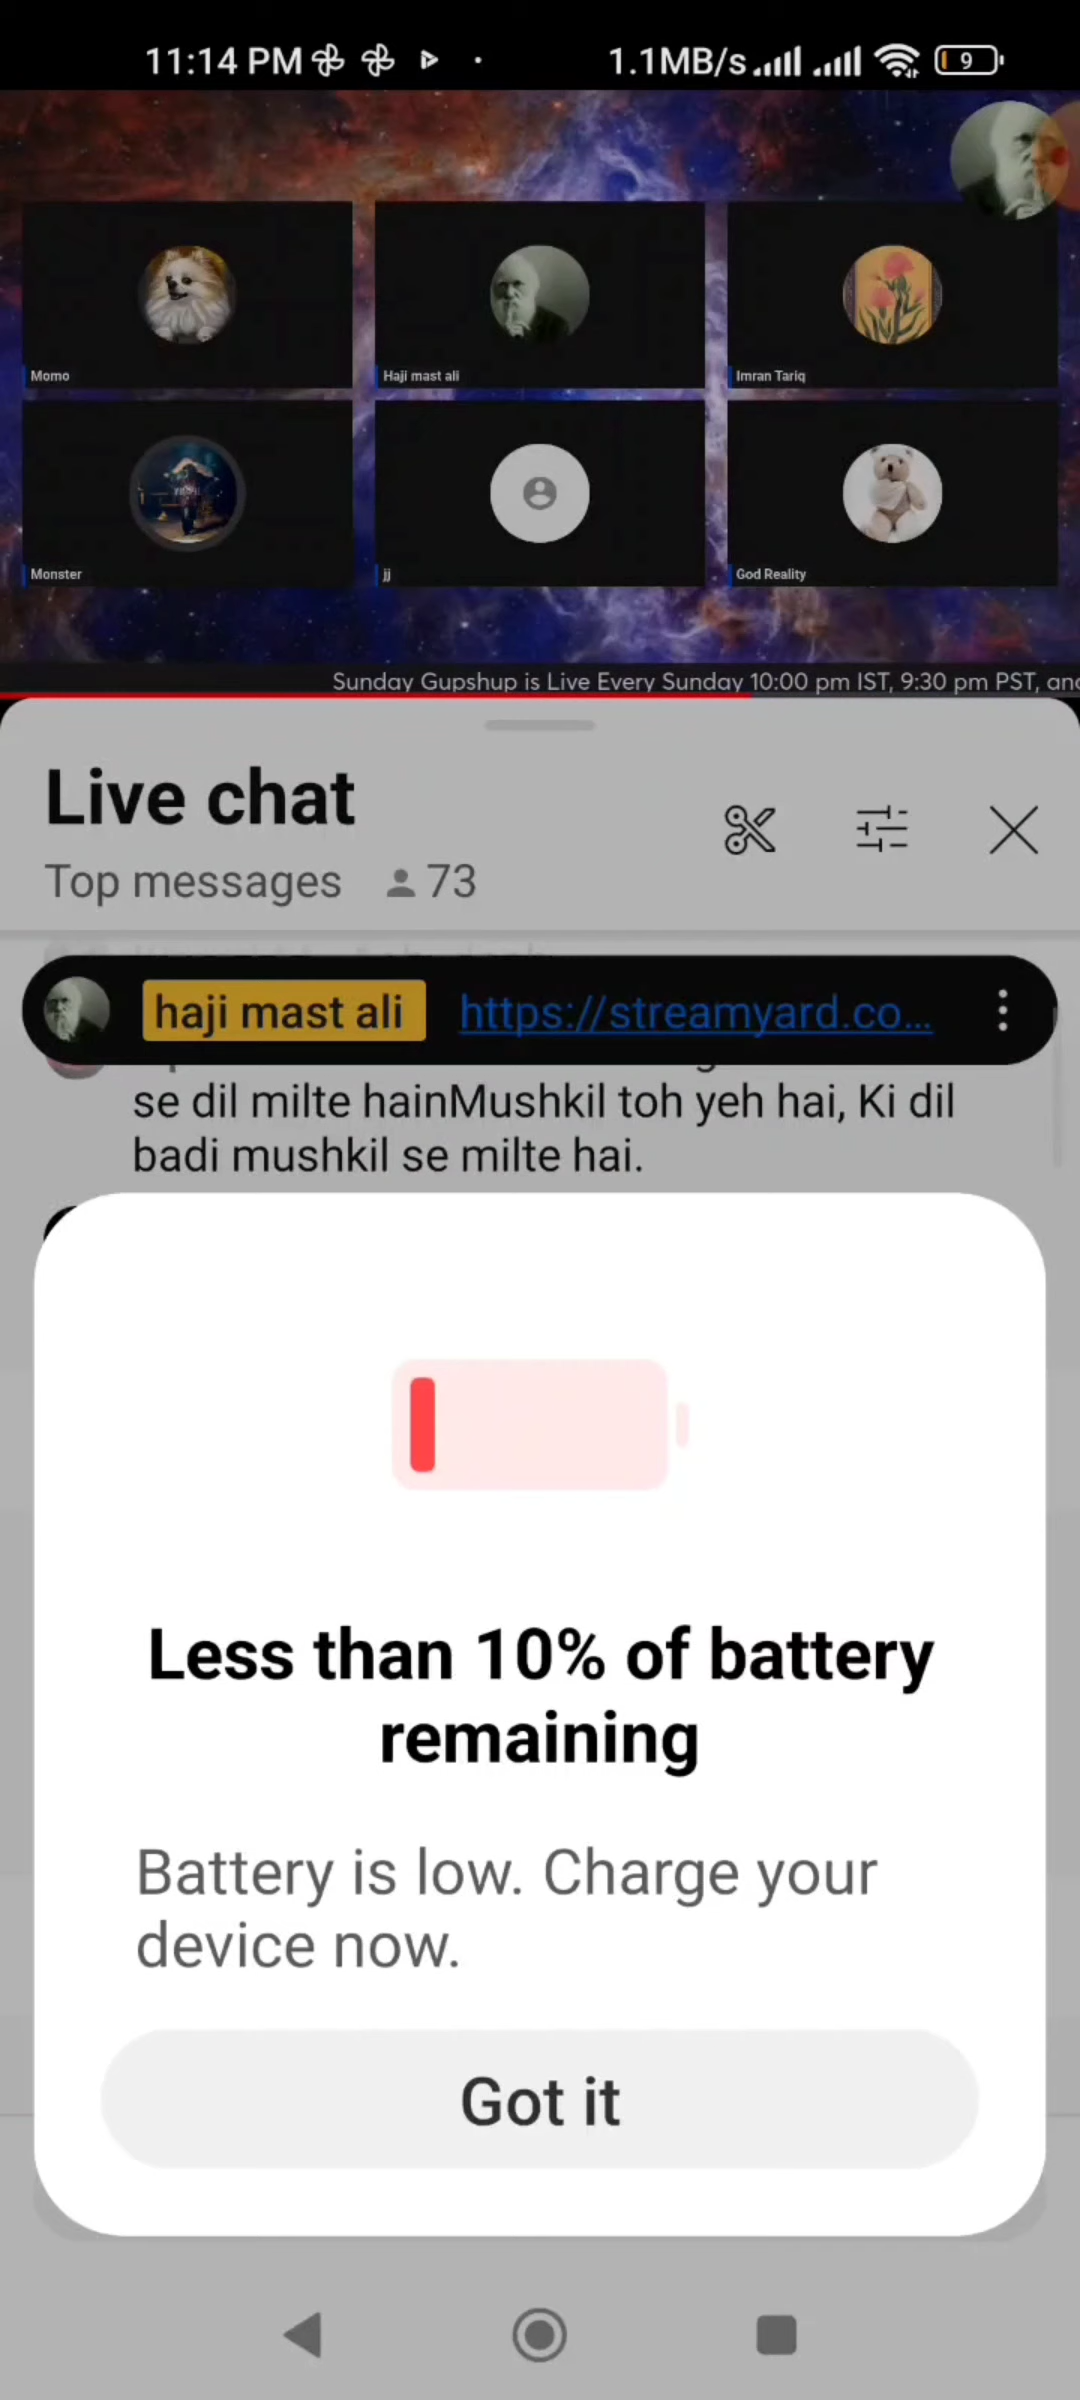 11:14 PM
1.1MB/s
9
Momo
Haji mast ali
Imran Tariq
Monster
jj
God Reality
Sunday Gupshup is Live Every Sunday 10:00 pm IST, 9:30 pm PST, and
Live chat
Top messages 73
haji mast ali https://streamyard.co...
se dil milte hainMushkil toh yeh hai, Ki dil
badi mushkil se milte hai.
Less than 10% of battery
remaining
Battery is low. Charge your
device now.
Got it